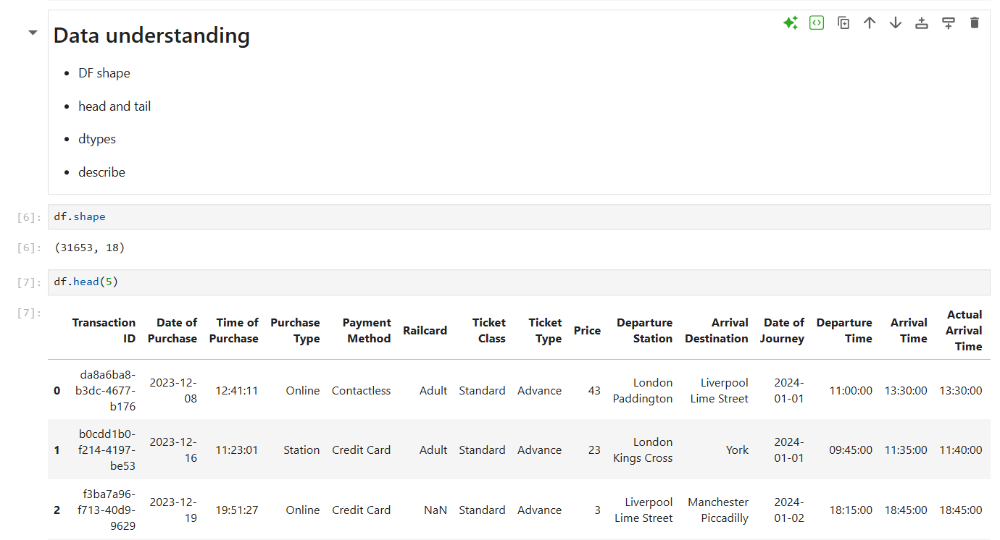 Data understanding
• DF shape
• head and tail
• dtypes
• describe
[6]: df.shape
[6]: (31653, 18)
[7]: df.head(5)
[7]:
Transaction ID Date of Purchase Time of Purchase Purchase Type Payment Method Railcard Ticket Class Ticket Type Price Departure Station Arrival Destination Date of Journey Departure Time Arrival Time Actual Arrival Time
0 da8a6ba8-b3dc-4677-b176 2023-12-08 12:41:11 Online Contactless Adult Standard Advance 43 London Paddington Liverpool Lime Street 2024-01-01 11:00:00 13:30:00 13:30:00
1 b0cdd1b0-f214-4197-be53 2023-12-16 11:23:01 Station Credit Card Adult Standard Advance 23 London Kings Cross York 2024-01-01 09:45:00 11:35:00 11:40:00
2 f3ba7a96-f713-40d9-9629 2023-12-19 19:51:27 Online Credit Card NaN Standard Advance 3 Liverpool Lime Street Manchester Piccadilly 2024-01-02 18:15:00 18:45:00 18:45:00